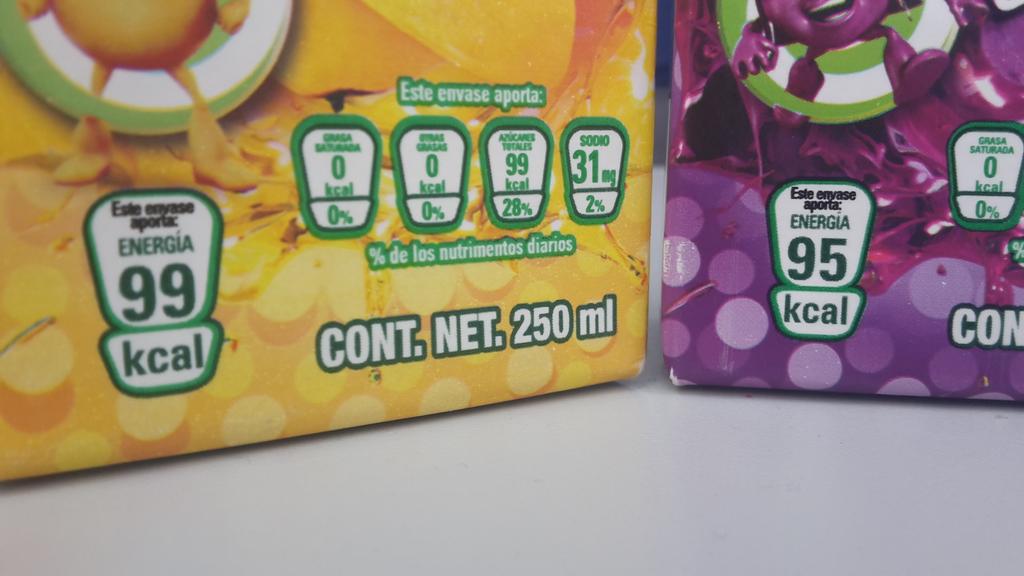 Este envase aporta:
GRASA
SATURADA
0
kcal
0%
OTRAS
GRASAS
0
kcal
0%
AZÚCARES
TOTALES
99
kcal
28%
SODIO
31mg
2%
% de los nutrimentos diarios
Este envase
aporta:
ENERGÍA
99
kcal
CONT. NET. 250 ml
Este envase
aporta:
ENERGÍA
95
kcal
GRASA
SATURADA
0
kcal
0%
%
CON